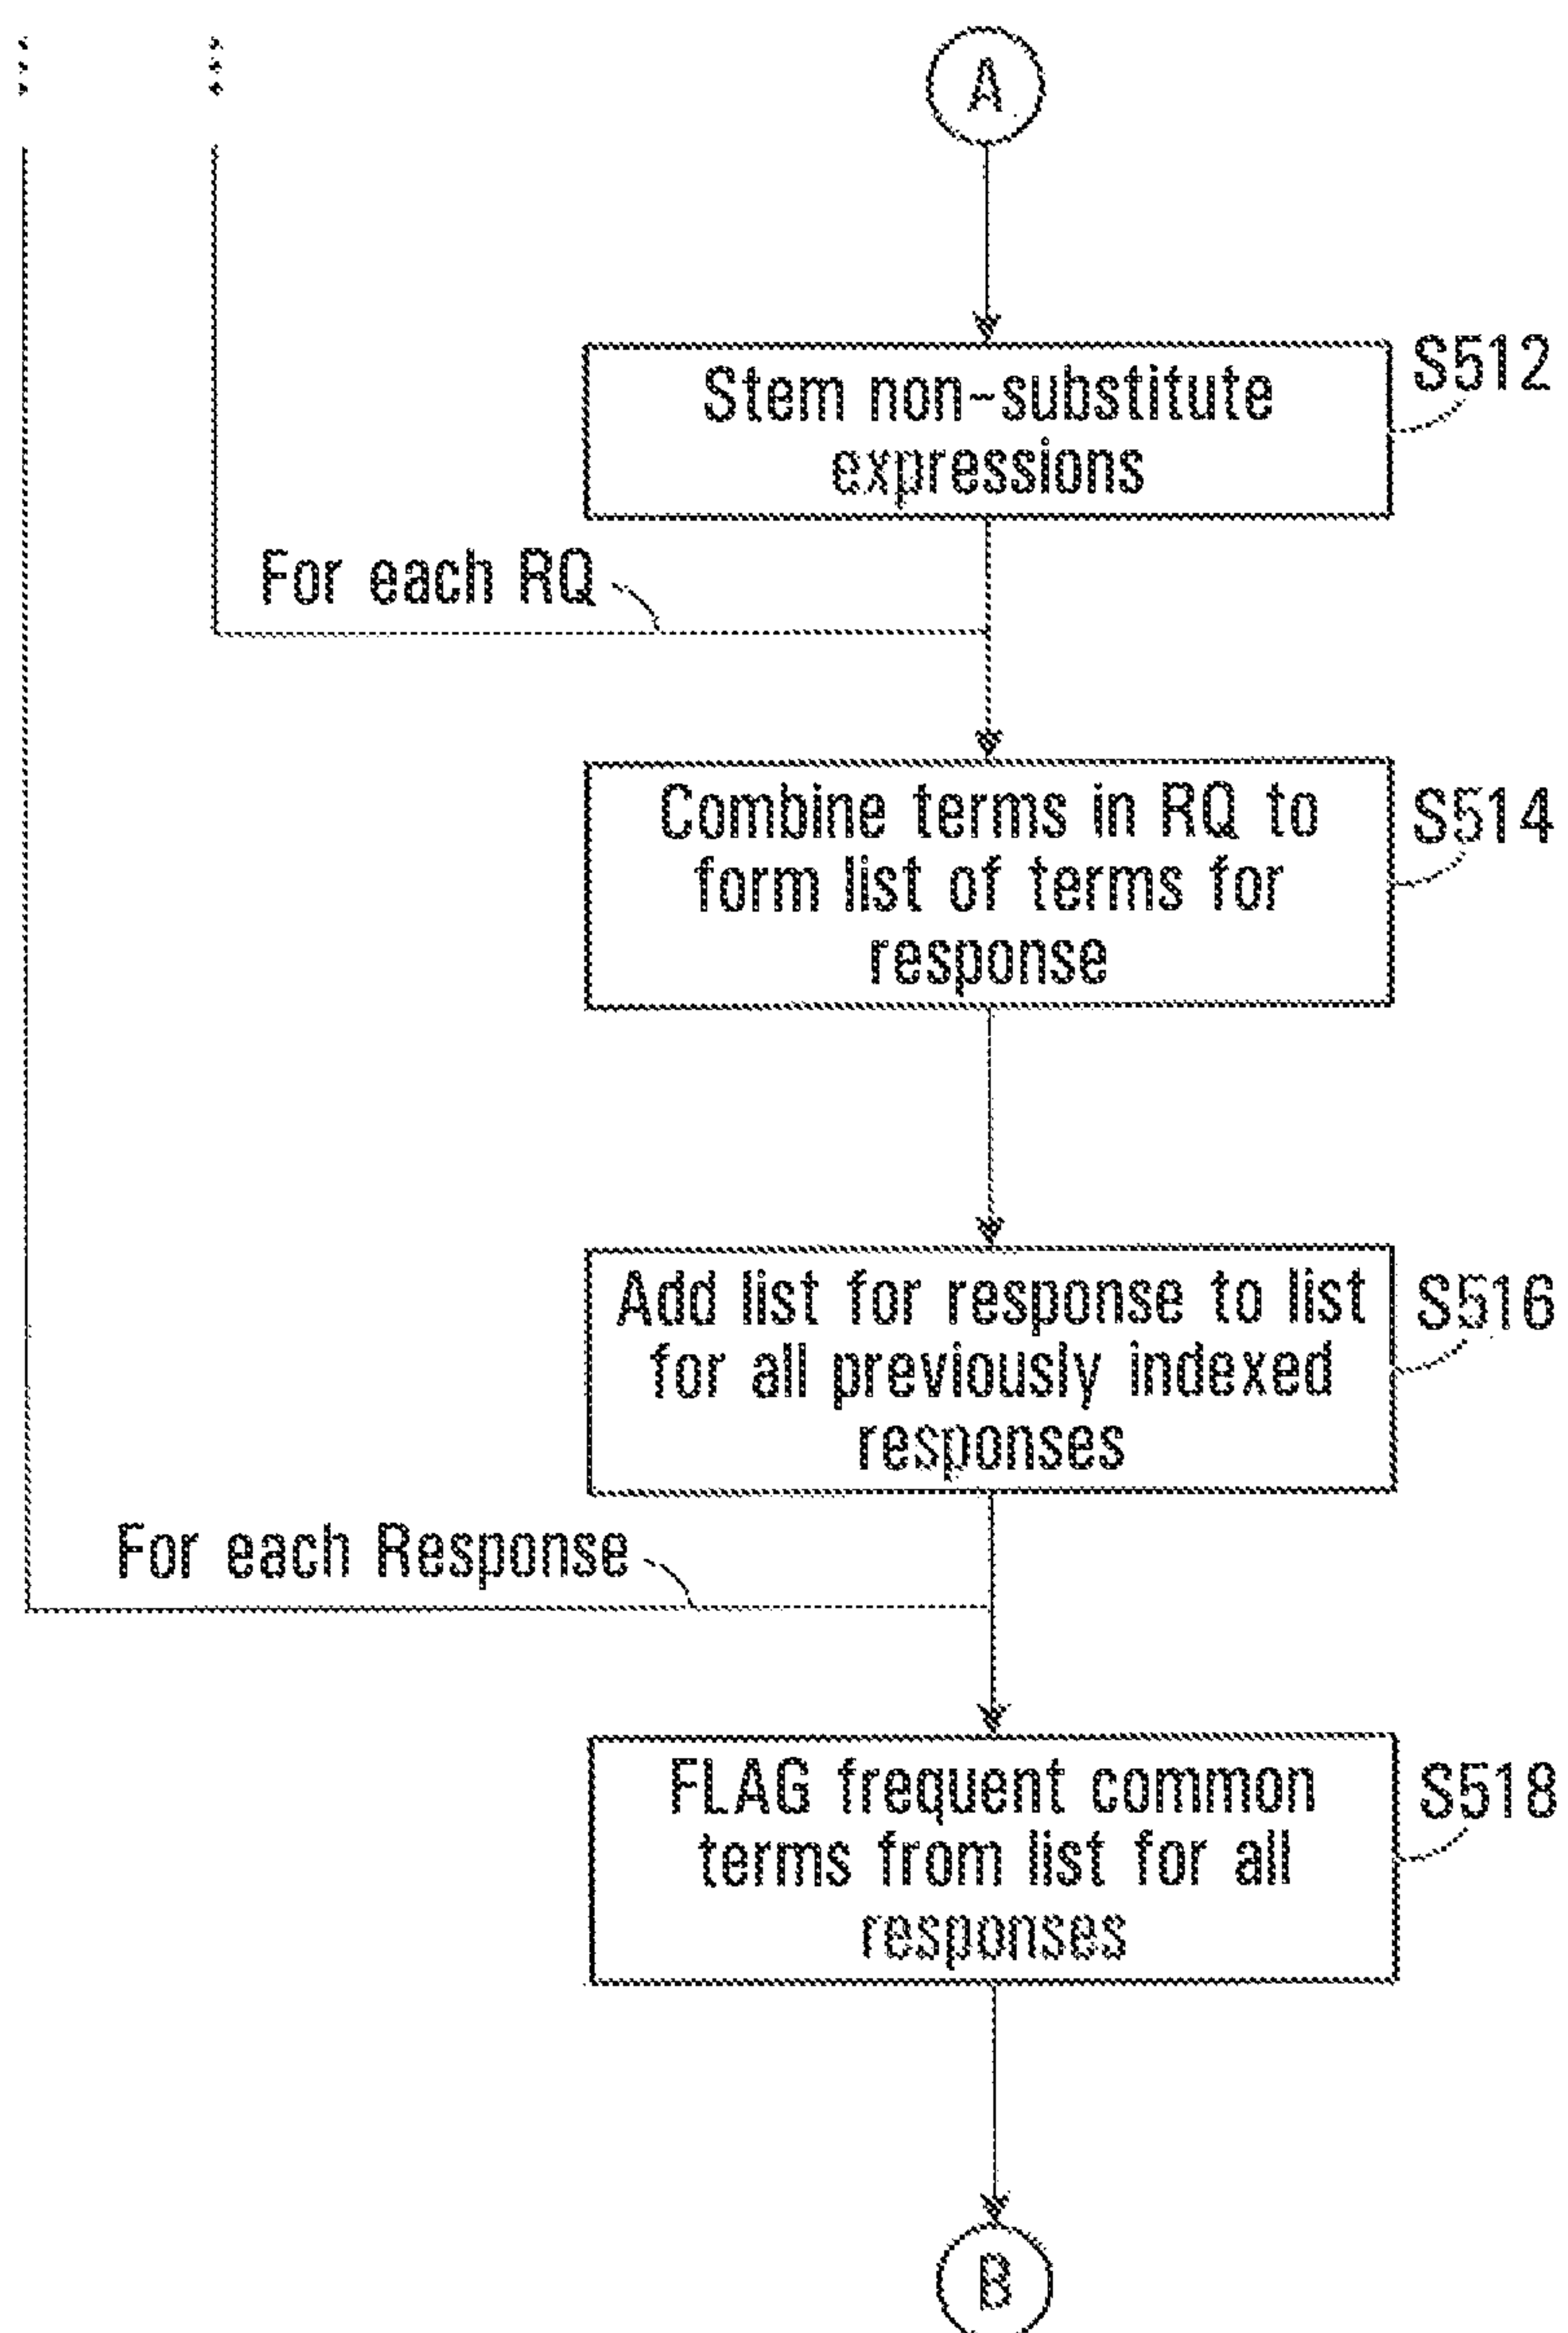 A
Stem non-substitute
expressions
S512
For each RQ
Combine terms in RQ to
form list of terms for
response
S514
Add list for response to list
for all previously indexed
responses
S516
For each Response
FLAG frequent common
terms from list for all
responses
S518
B